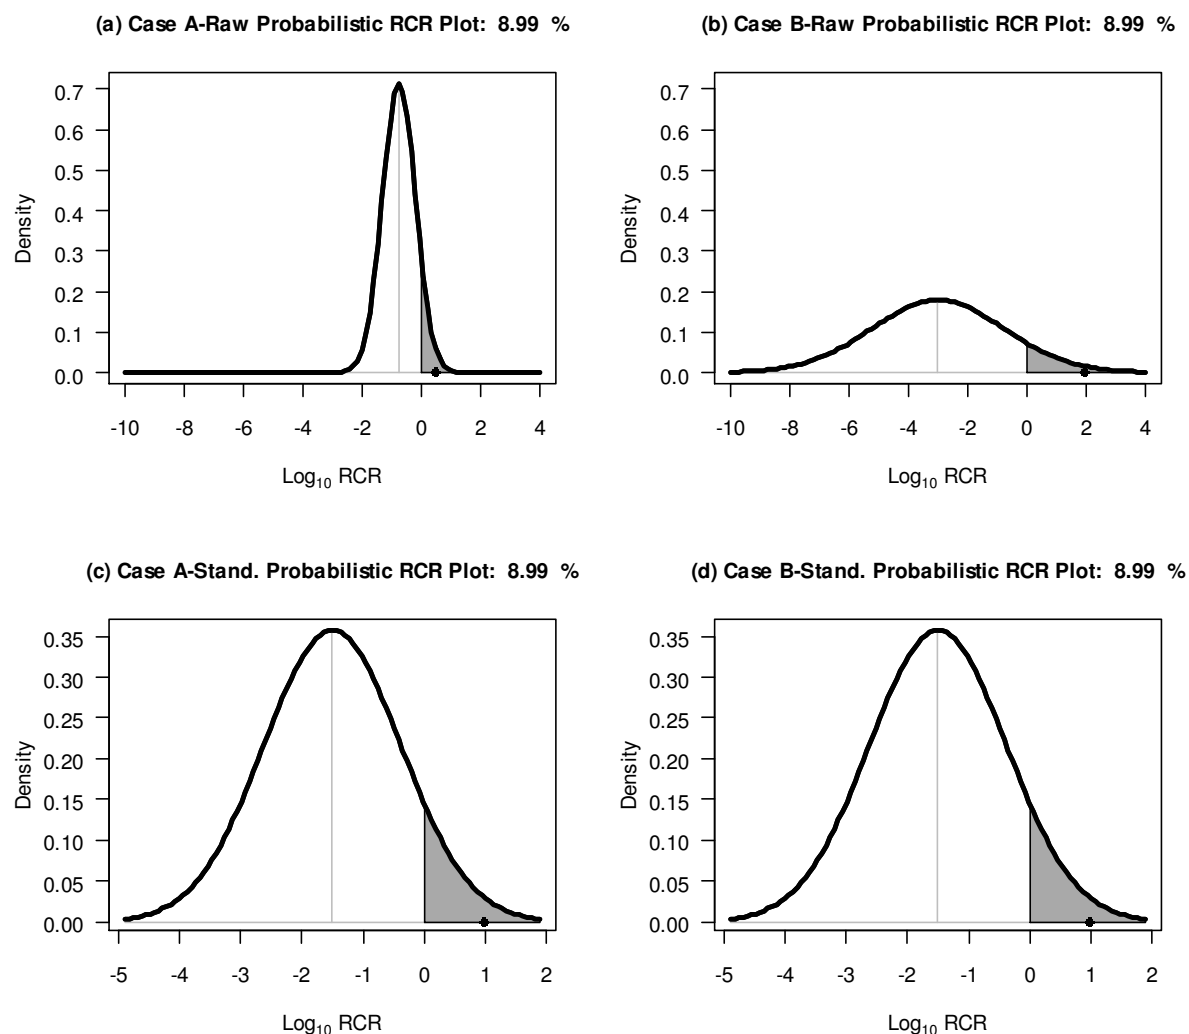 (a) Case A-Raw Probabilistic RCR Plot: 8.99 %
Density
0.7
0.6
0.5
0.4
0.3
0.2
0.1
0.0
-10 -8 -6 -4 -2 0 2 4
Log10 RCR
(b) Case B-Raw Probabilistic RCR Plot: 8.99 %
Density
0.7
0.6
0.5
0.4
0.3
0.2
0.1
0.0
-10 -8 -6 -4 -2 0 2 4
Log10 RCR
(c) Case A-Stand. Probabilistic RCR Plot: 8.99 %
Density
0.35
0.30
0.25
0.20
0.15
0.10
0.05
0.00
-5 -4 -3 -2 -1 0 1 2
Log10 RCR
(d) Case B-Stand. Probabilistic RCR Plot: 8.99 %
Density
0.35
0.30
0.25
0.20
0.15
0.10
0.05
0.00
-5 -4 -3 -2 -1 0 1 2
Log10 RCR